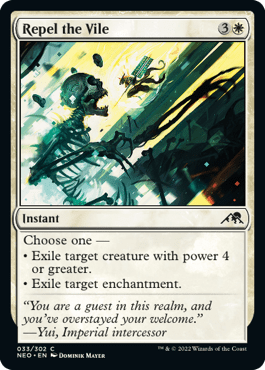 Repel the Vile 3
Instant
Choose one —
• Exile target creature with power 4
or greater.
• Exile target enchantment.
“You are a guest in this realm, and
you’ve overstayed your welcome.”
—Yui, Imperial intercessor
033/302 C
NEO • EN DOMINIK MAYER
™ & © 2022 Wizards of the Coast